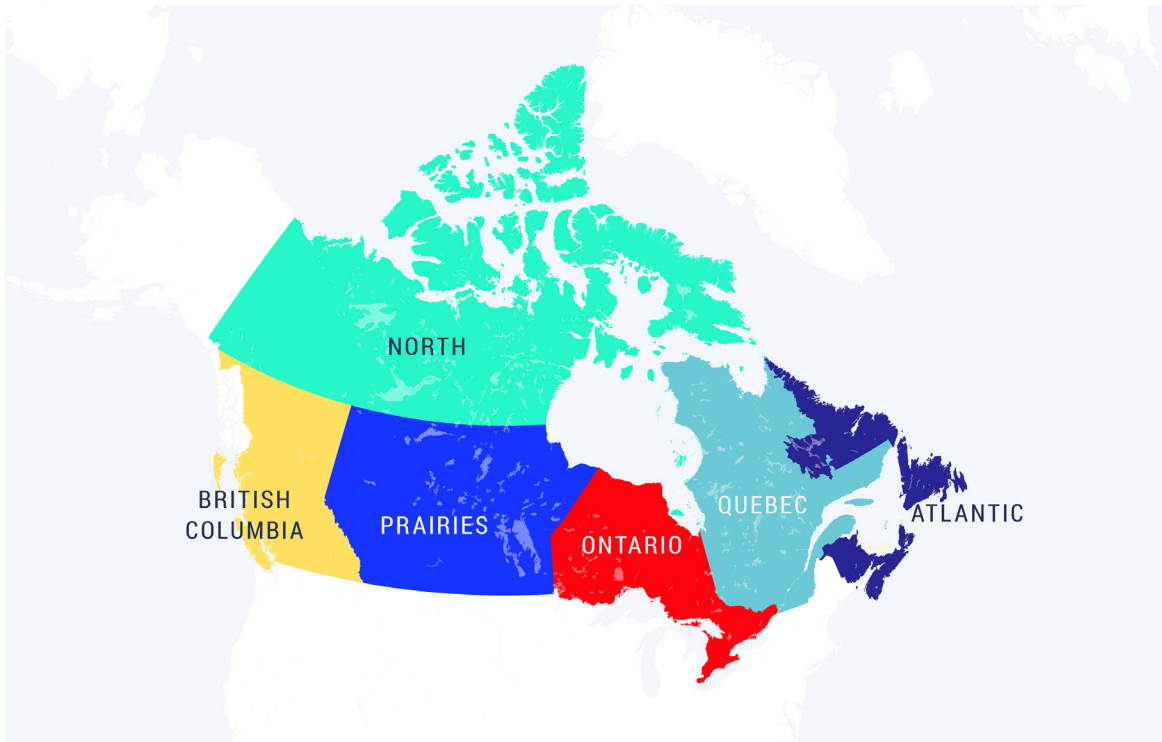 NORTH
BRITISH
COLUMBIA
PRAIRIES
ONTARIO
QUEBEC
ATLANTIC